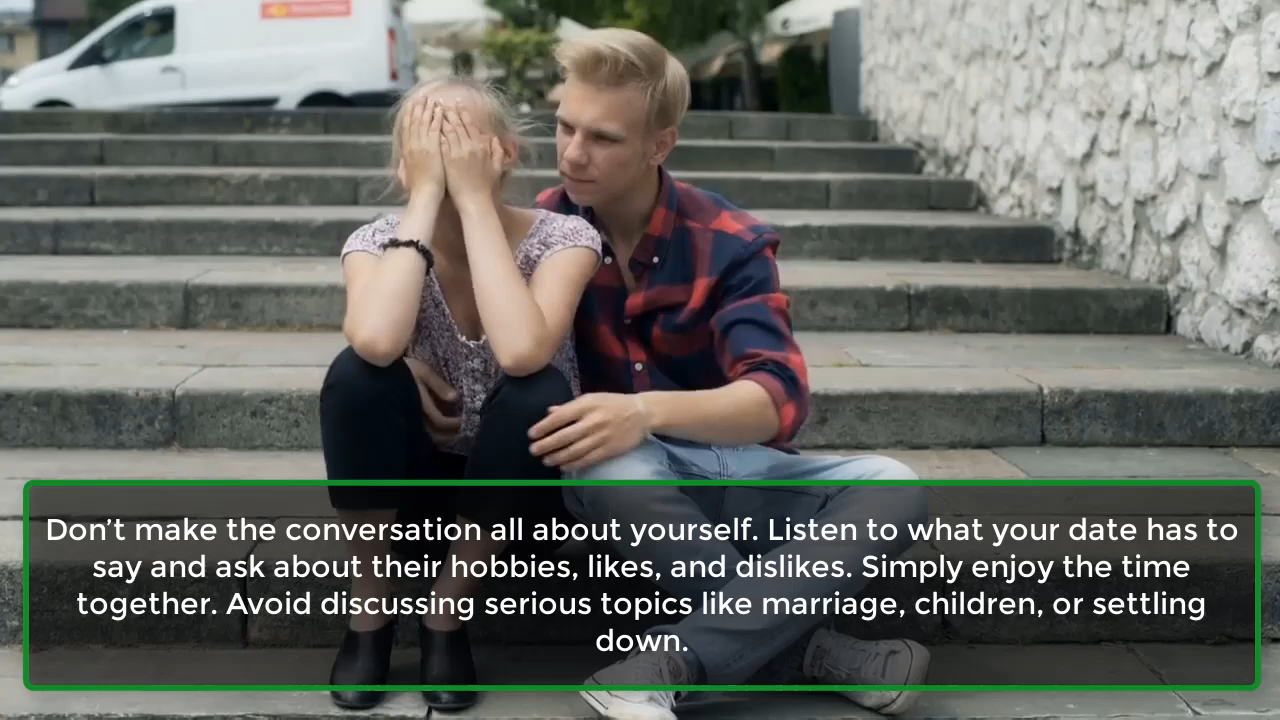 Don’t make the conversation all about yourself. Listen to what your date has to
say and ask about their hobbies, likes, and dislikes. Simply enjoy the time
together. Avoid discussing serious topics like marriage, children, or settling
down.